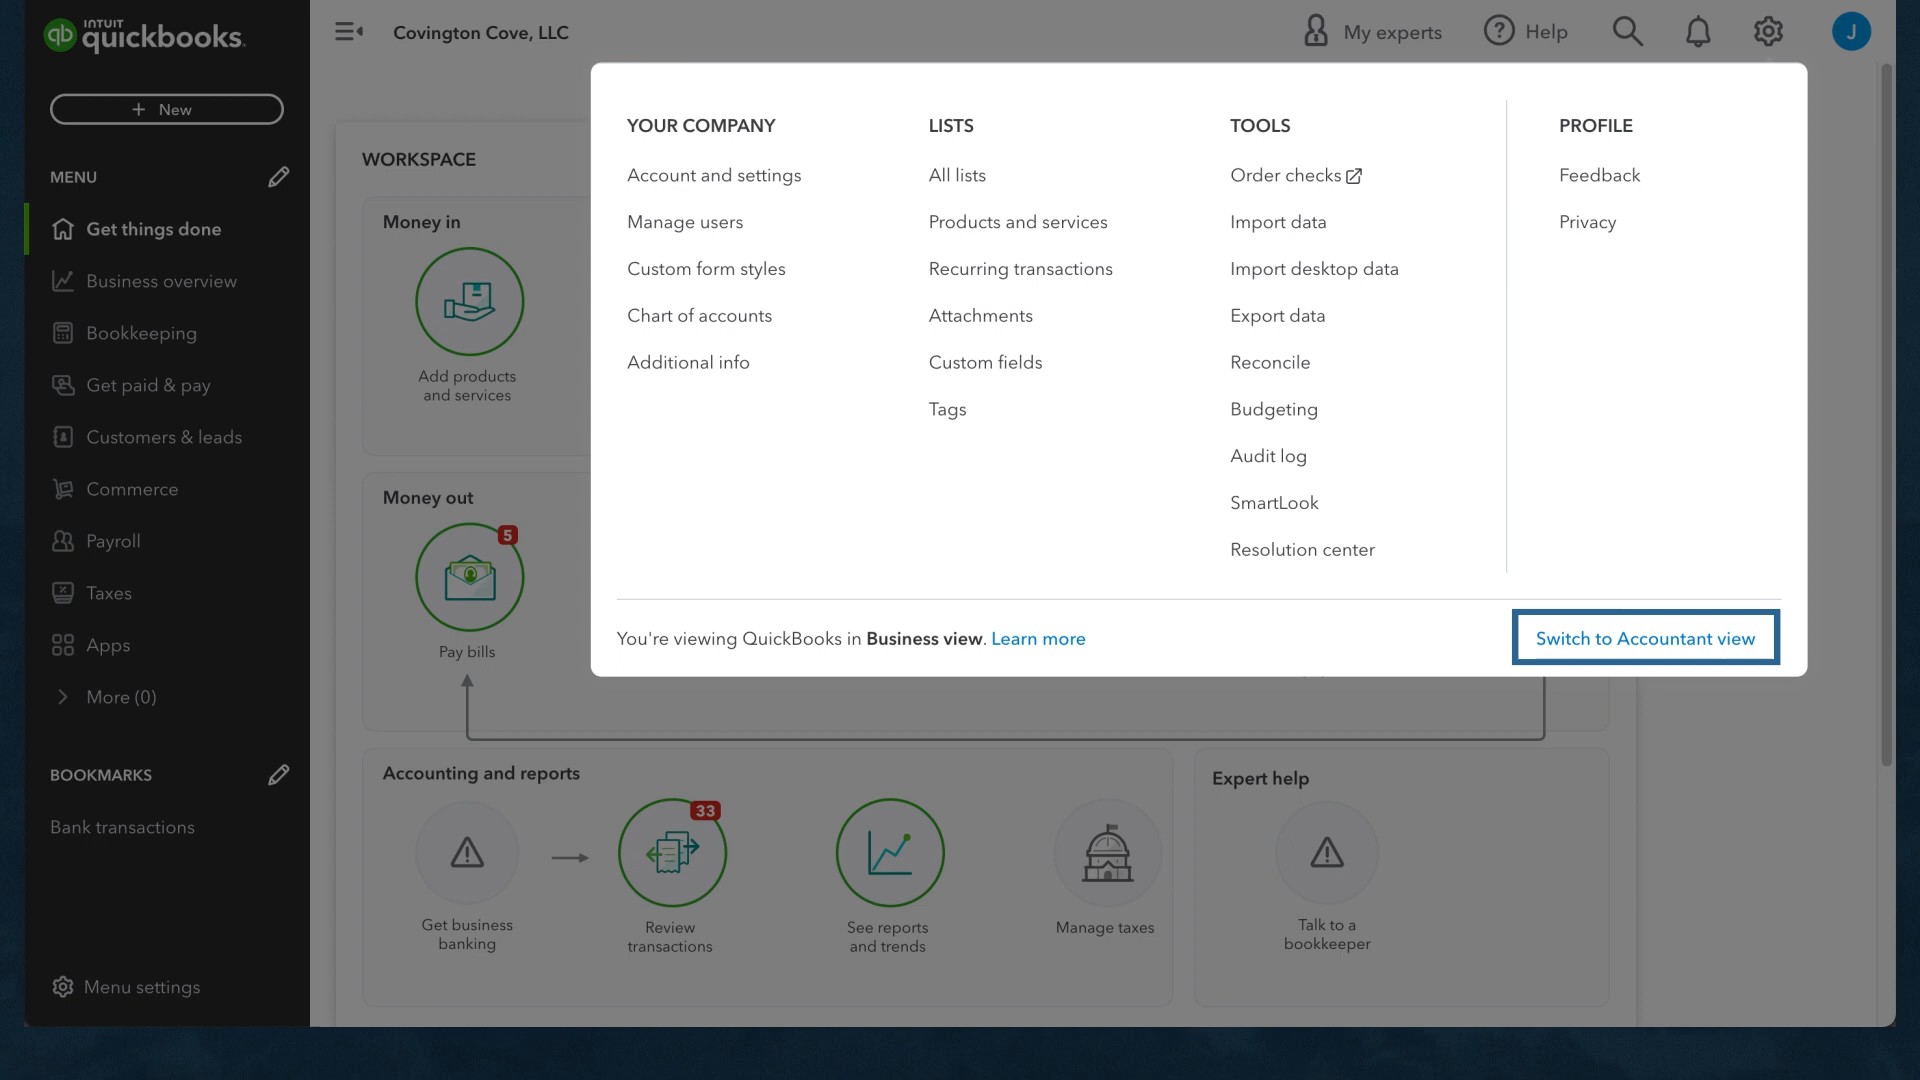 INTUIT
quickbooks.
Covington Cove, LLC
My experts
Help
J
New
MENU
Get things done
Business overview
Bookkeeping
Get paid & pay
Customers & leads
Commerce
Payroll
Taxes
Apps
More (0)
BOOKMARKS
Bank transactions
Menu settings
WORKSPACE
Money in
Add products
and services
Money out
5
Pay bills
YOUR COMPANY
Account and settings
Manage users
Custom form styles
Chart of accounts
Additional info
LISTS
All lists
Products and services
Recurring transactions
Attachments
Custom fields
Tags
TOOLS
Order checks
Import data
Import desktop data
Export data
Reconcile
Budgeting
Audit log
SmartLook
Resolution center
PROFILE
Feedback
Privacy
You're viewing QuickBooks in Business view. Learn more
Switch to Accountant view
Accounting and reports
Get business
banking
33
Review
transactions
See reports
and trends
Manage taxes
Expert help
Talk to a
bookkeeper